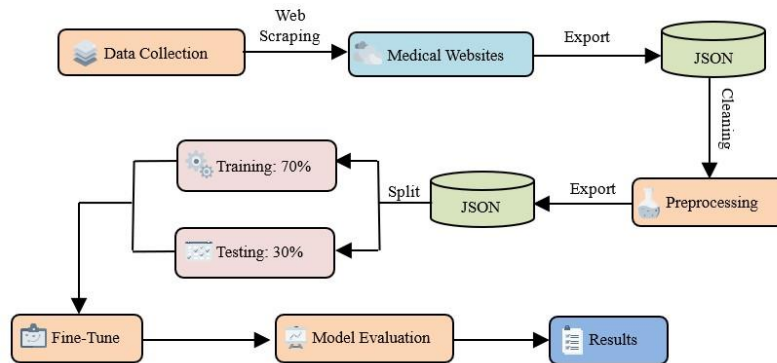 Data Collection
Web
Scraping
Medical Websites
Export
JSON
Cleaning
Preprocessing
Export
JSON
Split
Training: 70%
Testing: 30%
Fine-Tune
Model Evaluation
Results